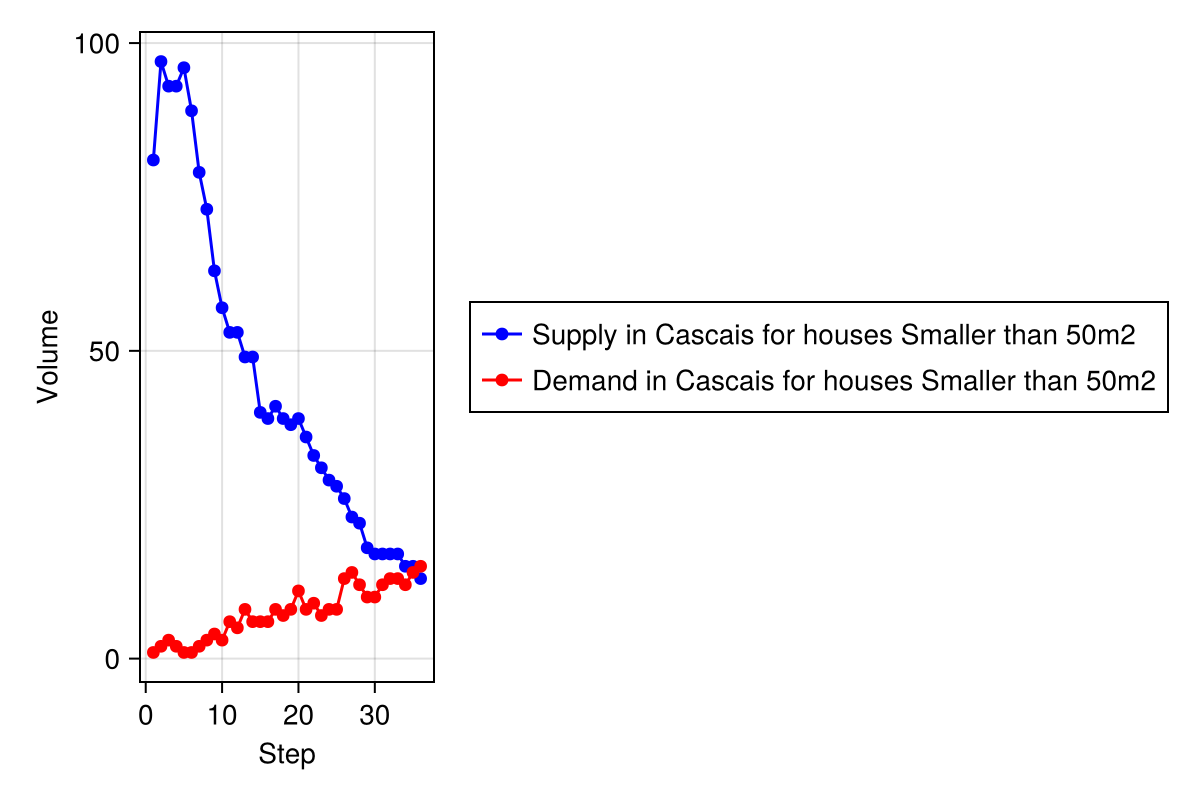 100
50
0
Volume
0 10 20 30
Step
Supply in Cascais for houses Smaller than 50m2
Demand in Cascais for houses Smaller than 50m2